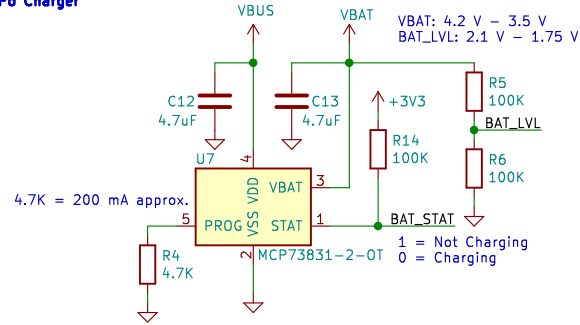 Po Charger
VBUS
VBAT
VBAT: 4.2 V – 3.5 V
BAT_LVL: 2.1 V – 1.75 V
C12
4.7uF
C13
4.7uF
+3V3
R5
100K
BAT_LVL
R14
100K
R6
100K
U7
4
VDD
VBAT
3
4.7K = 200 mA approx.
5
PROG
VSS
STAT
1
BAT_STAT
2
MCP73831-2-OT
1 = Not Charging
0 = Charging
R4
4.7K